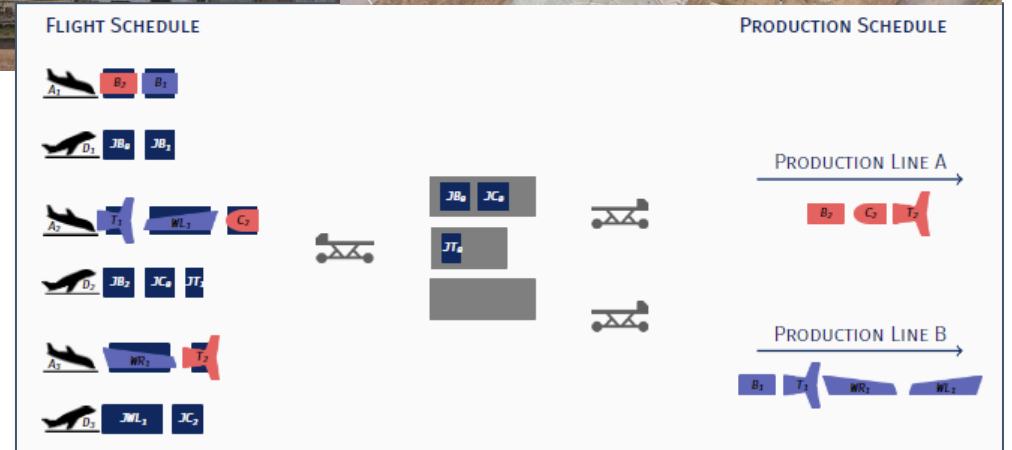 FLIGHT SCHEDULE
PRODUCTION SCHEDULE
A₁ B₂ B₁
D₁ JB₀ JB₁
PRODUCTION LINE A
JB₀ JC₀
B₂ C₂ T₂
A₂ T₁ WL₁ C₂
JT₀
D₂ JB₂ JC₀
PRODUCTION LINE B
A₃ WR₁ T₂
B₁ T₁ WR₁ WL₁
D₃ JWL₁ JC₂